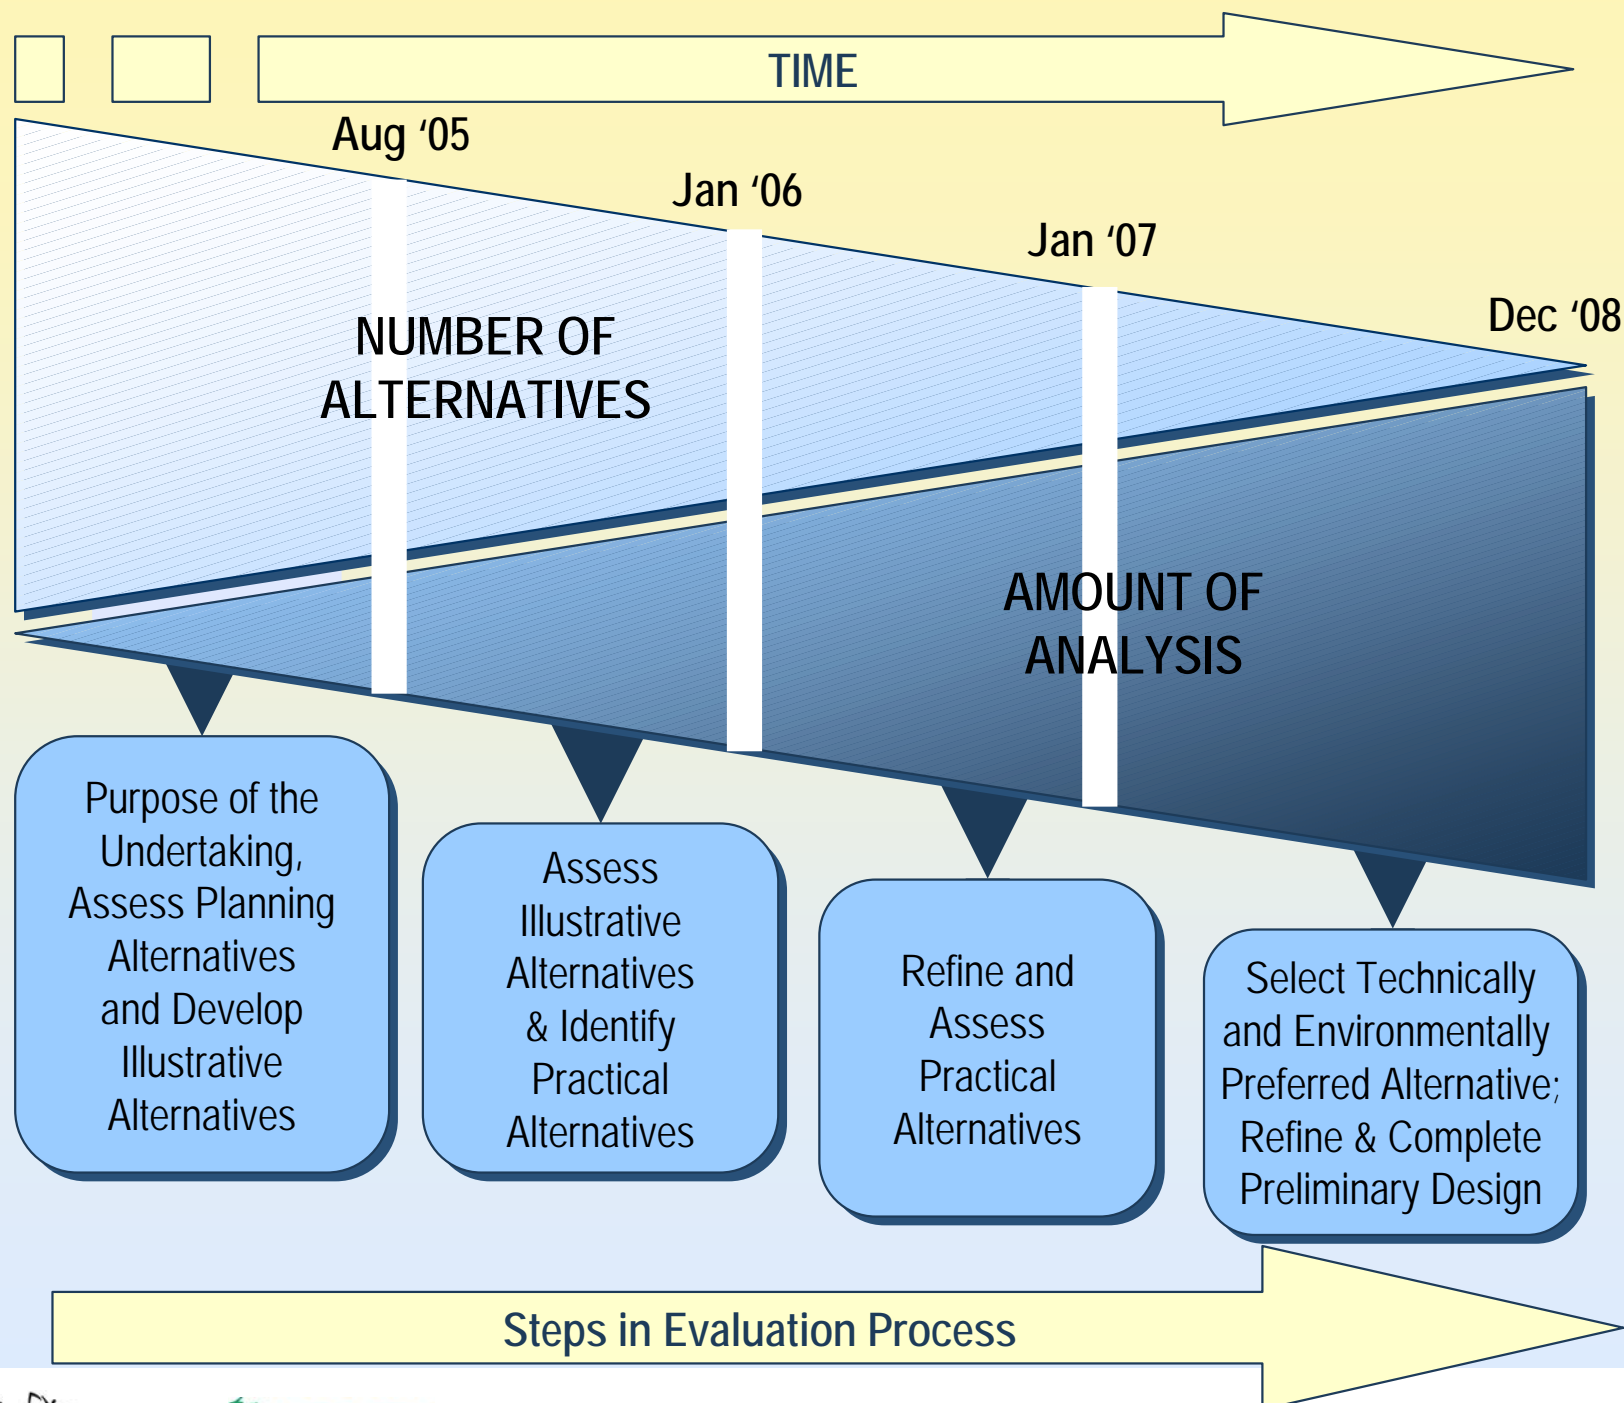 TIME
Aug ‘05
Jan ‘06
Jan ‘07
Dec ‘08
NUMBER OF
ALTERNATIVES
AMOUNT OF
ANALYSIS
Purpose of the
Undertaking,
Assess Planning
Alternatives
and Develop
Illustrative
Alternatives
Assess
Illustrative
Alternatives
& Identify
Practical
Alternatives
Refine and
Assess
Practical
Alternatives
Select Technically
and Environmentally
Preferred Alternative;
Refine & Complete
Preliminary Design
Steps in Evaluation Process